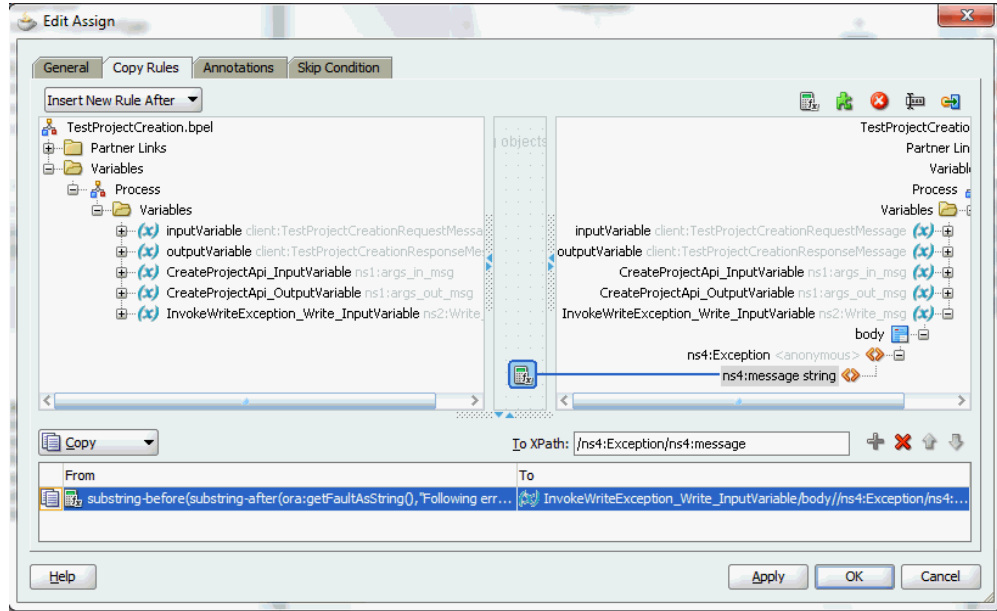 Edit Assign
General
Copy Rules
Annotations
Skip Condition
Insert New Rule After
TestProjectCreation.bpel
Partner Links
Variables
Process
Variables
inputVariable client:TestProjectCreationRequestMessa
outputVariable client:TestProjectCreationResponseMe
CreateProjectApi_InputVariable ns1:args_in_msg
CreateProjectApi_OutputVariable ns1:args_out_msg
InvokeWriteException_Write_InputVariable ns2:Write_
objects
TestProjectCreatio
Partner Lin
Variabl
Process
Variables
inputVariable client:TestProjectCreationRequestMessage
outputVariable client:TestProjectCreationResponseMessage
CreateProjectApi_InputVariable ns1:args_in_msg
CreateProjectApi_OutputVariable ns1:args_out_msg
InvokeWriteException_Write_InputVariable ns2:Write_msg
body
ns4:Exception <anonymous>
ns4:message string
Copy
To XPath: /ns4:Exception/ns4:message
From To
substring-before(substring-after(ora:getFaultAsString(),"Following err... InvokeWriteException_Write_InputVariable/body//ns4:Exception/ns4:...
Help
Apply
OK
Cancel